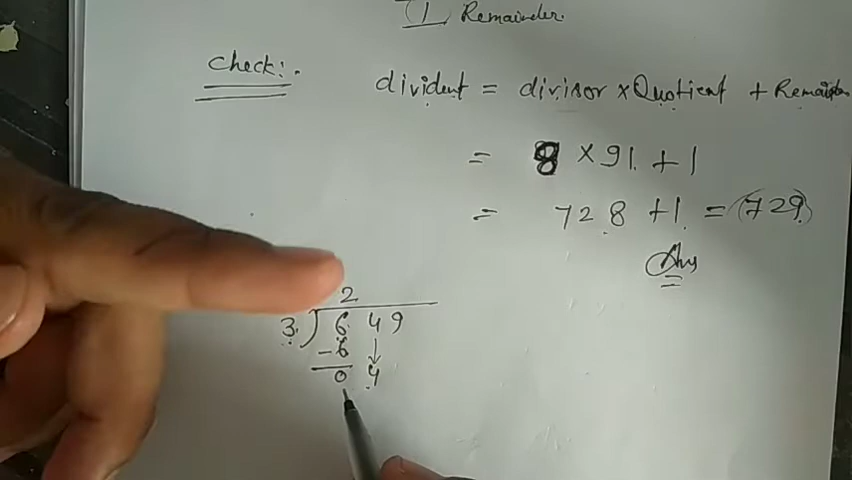 1 Remainder.
Check:.
divident = divisor × Quotient + Remainder
= 8 × 91 + 1
= 728 + 1 = (729)
Ans
2
3) 6 4 9
-6 ↓
0 4